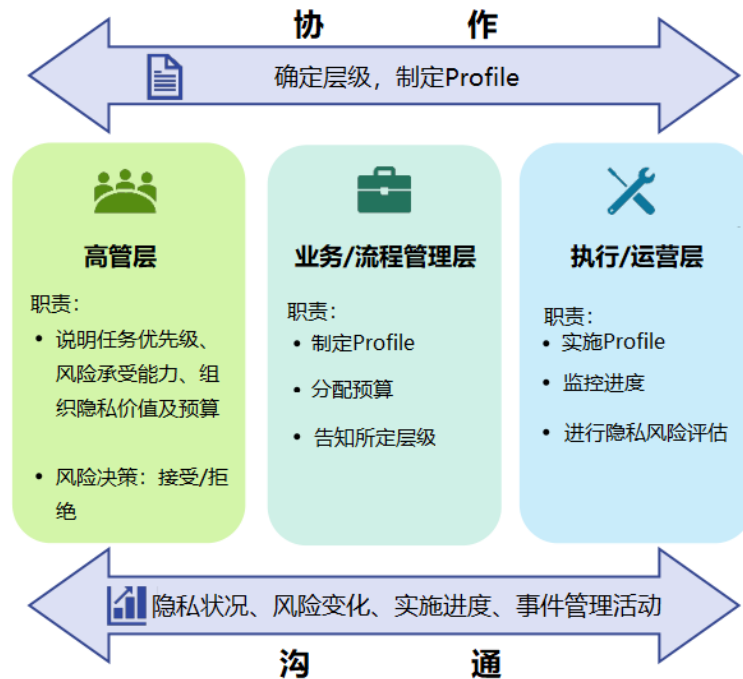 协 作
确定层级，制定Profile
高管层
职责：
• 说明任务优先级、
风险承受能力、组
织隐私价值及预算
• 风险决策：接受/拒
绝
业务/流程管理层
职责：
• 制定Profile
• 分配预算
• 告知所定层级
执行/运营层
职责：
• 实施Profile
• 监控进度
• 进行隐私风险评估
隐私状况、风险变化、实施进度、事件管理活动
沟 通